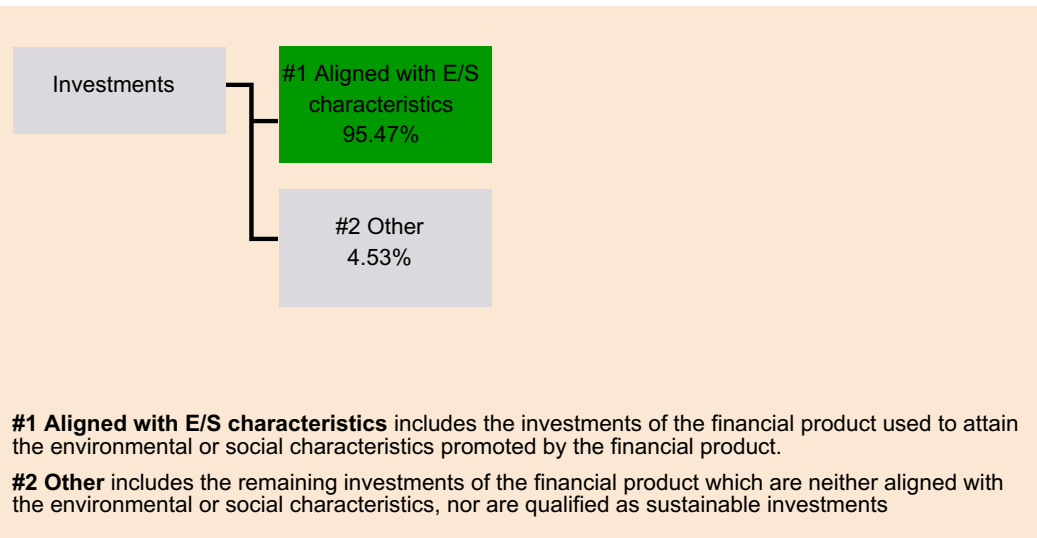 Investments
#1 Aligned with E/S
characteristics
95.47%
#2 Other
4.53%
#1 Aligned with E/S characteristics includes the investments of the financial product used to attain
the environmental or social characteristics promoted by the financial product.
#2 Other includes the remaining investments of the financial product which are neither aligned with
the environmental or social characteristics, nor are qualified as sustainable investments